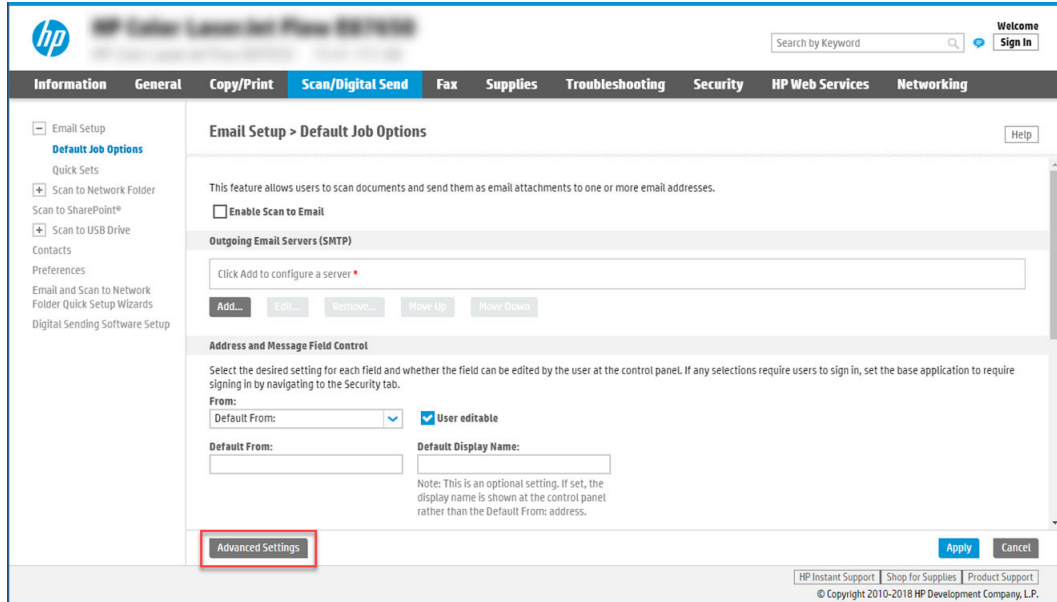 hp
Welcome
Search by Keyword
Sign In
Information General Copy/Print Scan/Digital Send Fax Supplies Troubleshooting Security HP Web Services Networking
Email Setup
Default Job Options
Quick Sets
Scan to Network Folder
Scan to SharePoint®
Scan to USB Drive
Contacts
Preferences
Email and Scan to Network
Folder Quick Setup Wizards
Digital Sending Software Setup
Email Setup > Default Job Options
Help
This feature allows users to scan documents and send them as email attachments to one or more email addresses.
Enable Scan to Email
Outgoing Email Servers (SMTP)
Click Add to configure a server *
Add... Edit... Remove... Move Up Move Down
Address and Message Field Control
Select the desired setting for each field and whether the field can be edited by the user at the control panel. If any selections require users to sign in, set the base application to require
signing in by navigating to the Security tab.
From:
Default From: User editable
Default From: Default Display Name:
Note: This is an optional setting. If set, the
display name is shown at the control panel
rather than the Default From: address.
Advanced Settings Apply Cancel
HP Instant Support Shop for Supplies Product Support
© Copyright 2010-2018 HP Development Company, L.P.